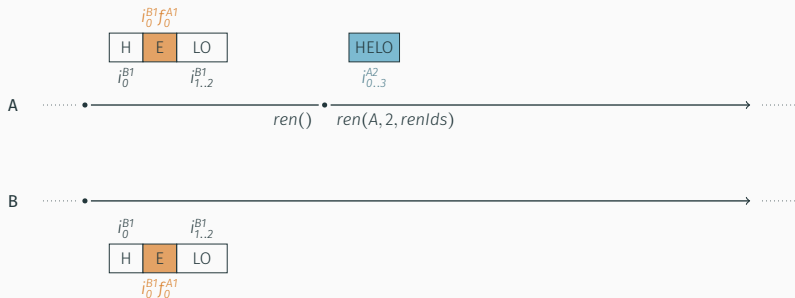 i₀ᴮ¹f₀ᴬ¹
H E LO HELO
i₀ᴮ¹ i₁..₂ᴮ¹ i₀..₃ᴬ²
A
ren() ren(A, 2, renIds)
B
i₀ᴮ¹ i₁..₂ᴮ¹
H E LO
i₀ᴮ¹f₀ᴬ¹